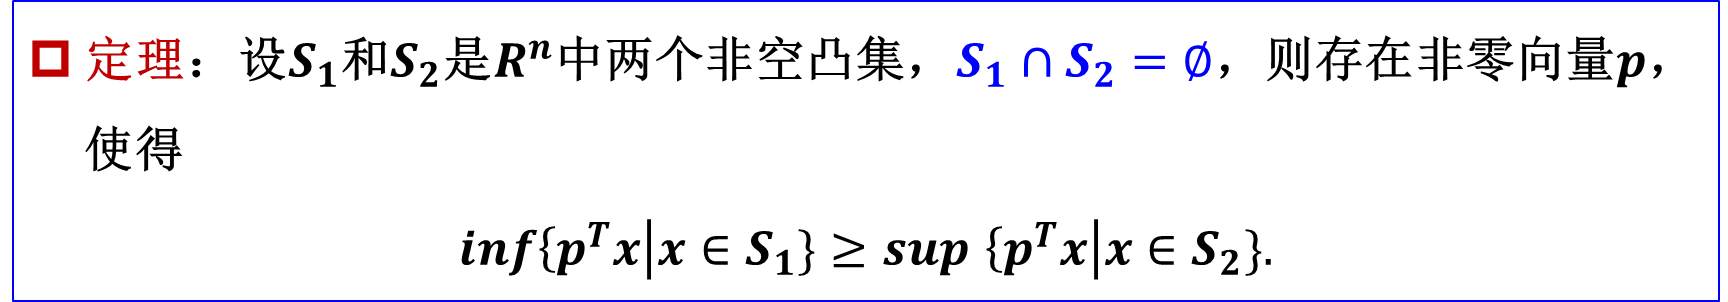 定理：设S₁和S₂是Rⁿ中两个非空凸集，S₁ ∩ S₂ = ∅，则存在非零向量p，
使得
inf{pᵀx|x ∈ S₁} ≥ sup {pᵀx|x ∈ S₂}.